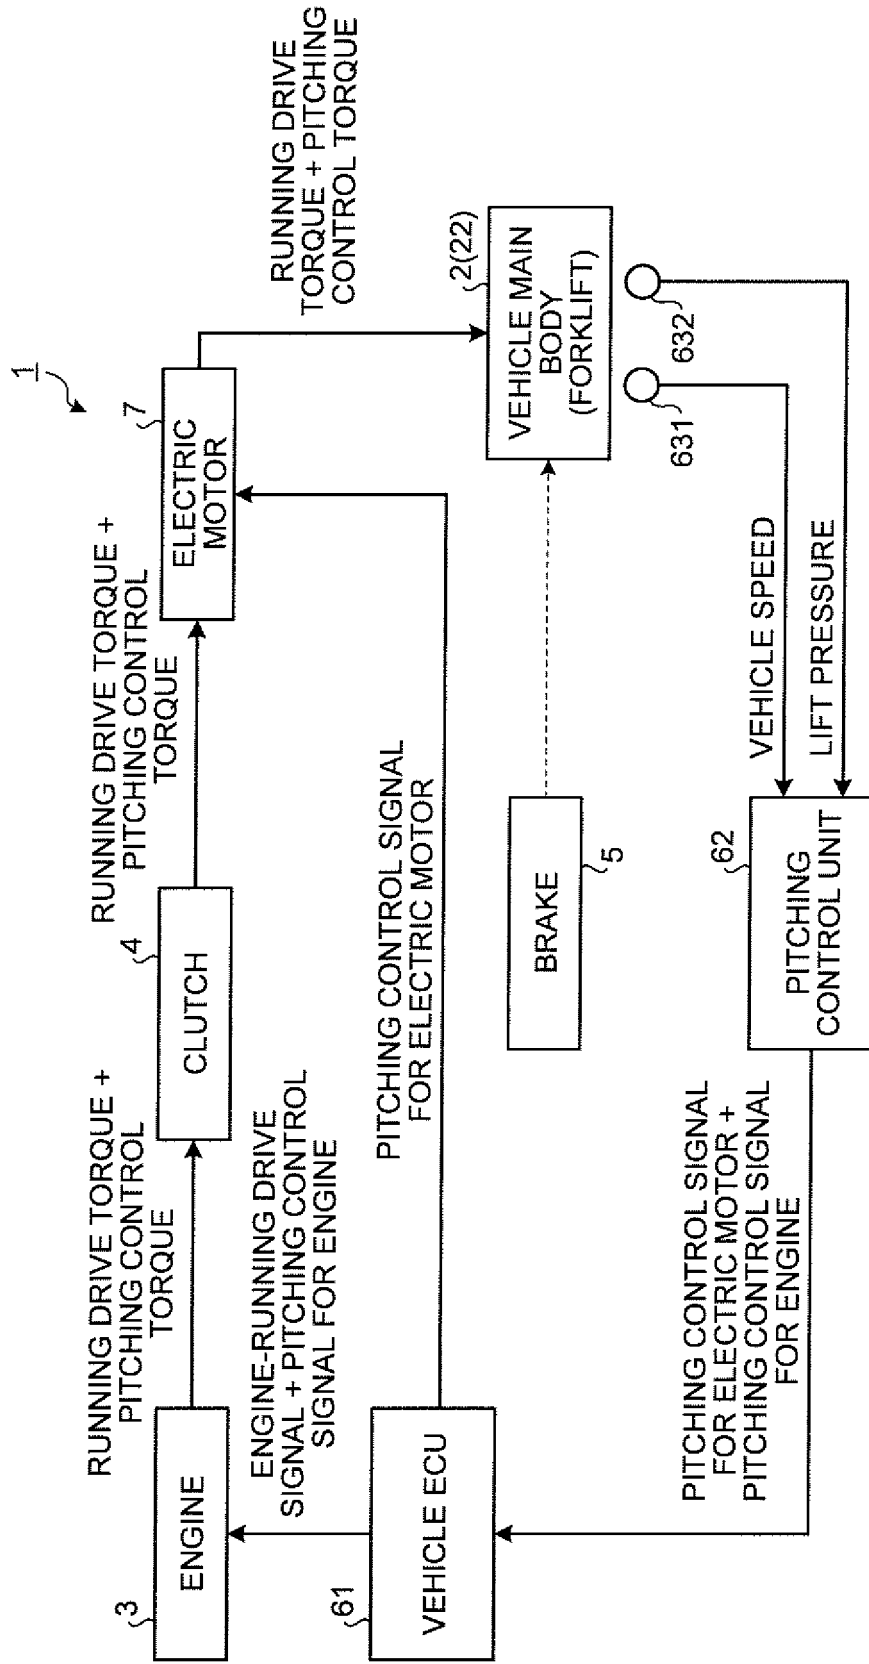 1
RUNNING DRIVE TORQUE +
PITCHING CONTROL
TORQUE
RUNNING DRIVE TORQUE +
PITCHING CONTROL
TORQUE
RUNNING DRIVE
TORQUE + PITCHING
CONTROL TORQUE
3
ENGINE
4
CLUTCH
7
ELECTRIC
MOTOR
ENGINE-RUNNING DRIVE
SIGNAL + PITCHING CONTROL
SIGNAL FOR ENGINE
PITCHING CONTROL SIGNAL
FOR ELECTRIC MOTOR
61
VEHICLE ECU
BRAKE
5
2(22)
VEHICLE MAIN
BODY
(FORKLIFT)
631
632
VEHICLE SPEED
LIFT PRESSURE
62
PITCHING
CONTROL UNIT
PITCHING CONTROL SIGNAL
FOR ELECTRIC MOTOR +
PITCHING CONTROL SIGNAL
FOR ENGINE